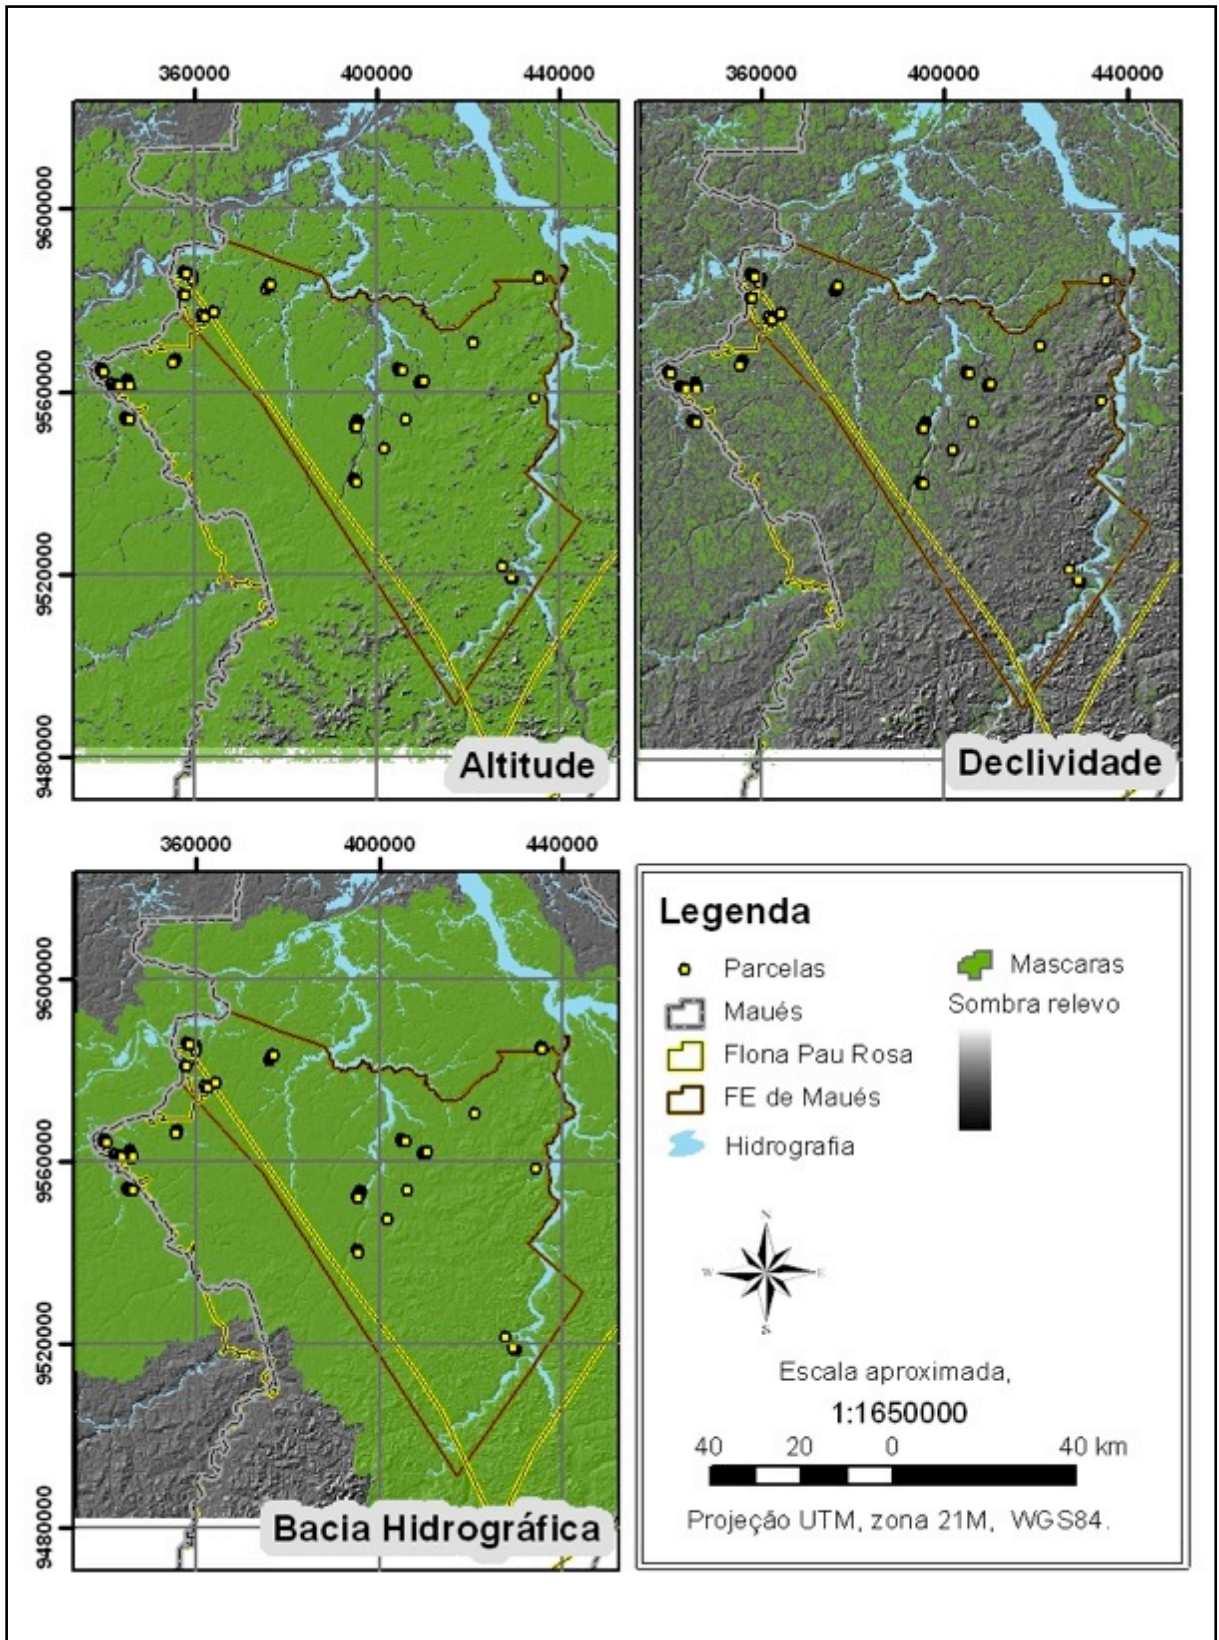 360000 400000 440000
360000 400000 440000
9600000
9560000
9520000
9480000
Altitude
Declividade
360000 400000 440000
9600000
9560000
9520000
9480000
Bacia Hidrográfica
Legenda
Parcelas
Maués
Flona Pau Rosa
FE de Maués
Hidrografia
Mascaras
Sombra relevo
N
W E
S
Escala aproximada,
1:1650000
40 20 0 40 km
Projeção UTM, zona 21M, WGS84.